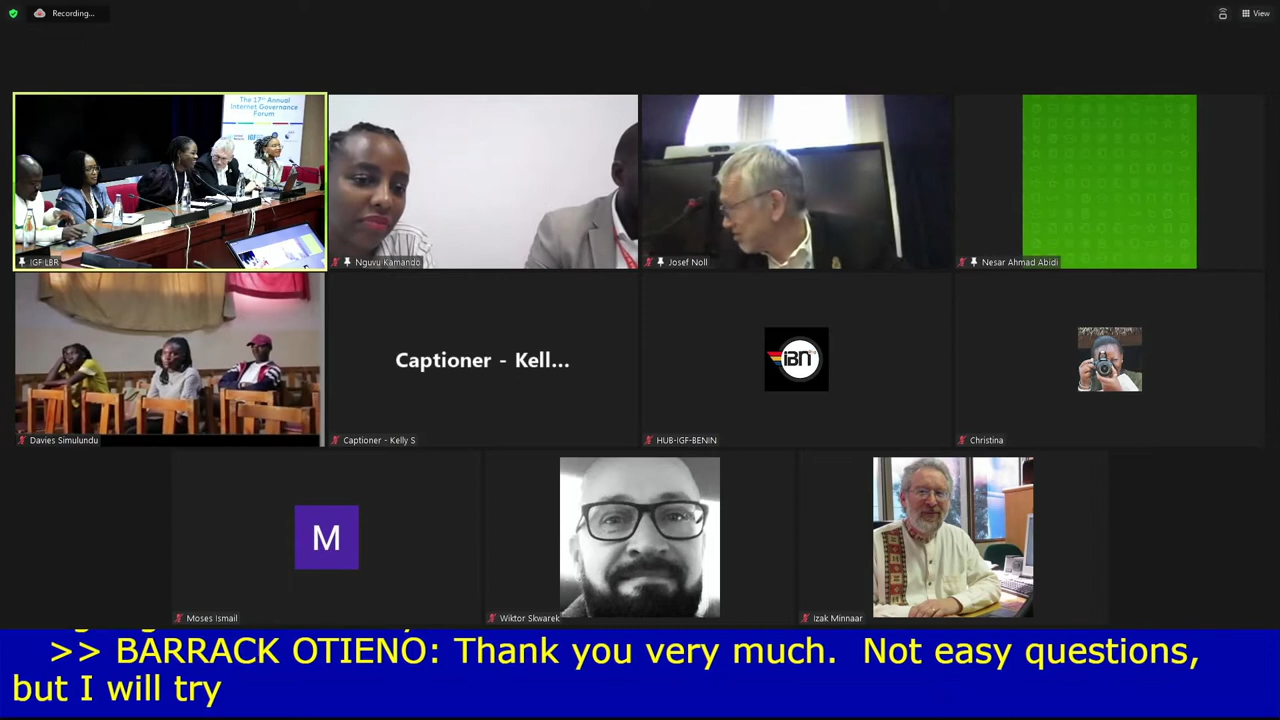 Recording...
View
The 17th Annual
Internet Governance
Forum
IGF
IGF LBR
Nguvu Kamando
Josef Noll
Nesar Ahmad Abidi
Davies Simulundu
Captioner - Kell...
Captioner - Kelly S
iBN
HUB-IGF-BENIN
Christina
M
Moses Ismail
Wiktor Skwarek
Izak Minnaar
>> BARRACK OTIENO: Thank you very much. Not easy questions,
but I will try